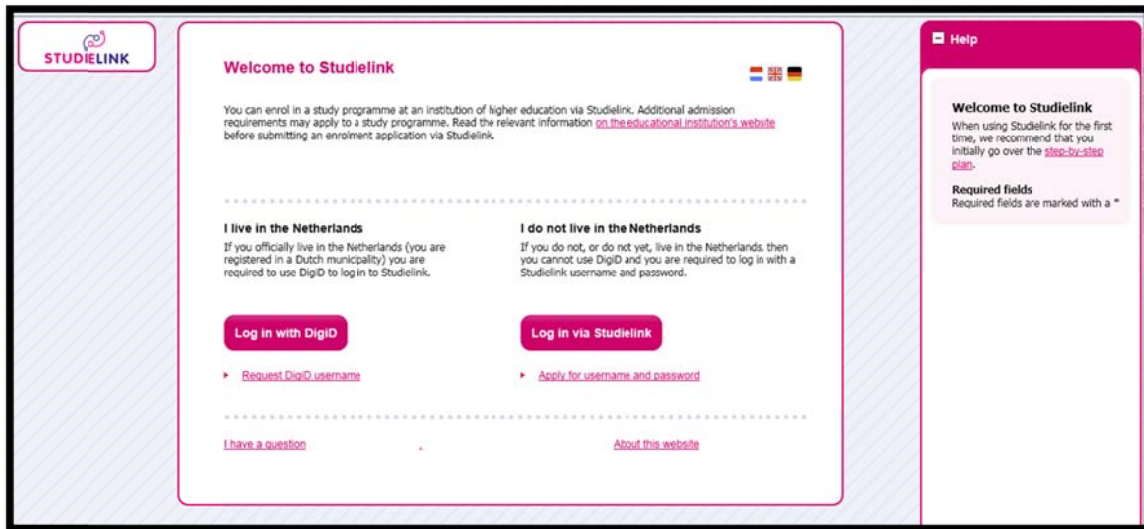 STUDIELINK
Welcome to Studielink
You can enrol in a study programme at an institution of higher education via Studielink. Additional admission
requirements may apply to a study programme. Read the relevant information on the educational institution's website
before submitting an enrolment application via Studielink.
I live in the Netherlands
If you officially live in the Netherlands (you are
registered in a Dutch municipality) you are
required to use DigiD to log in to Studielink.
Log in with DigiD
Request DigiD username
I do not live in the Netherlands
If you do not, or do not yet, live in the Netherlands, then
you cannot use DigiD and you are required to log in with a
Studielink username and password.
Log in via Studielink
Apply for username and password
I have a question
About this website
Help
Welcome to Studielink
When using Studielink for the first
time, we recommend that you
initially go over the step-by-step
plan.
Required fields
Required fields are marked with a *